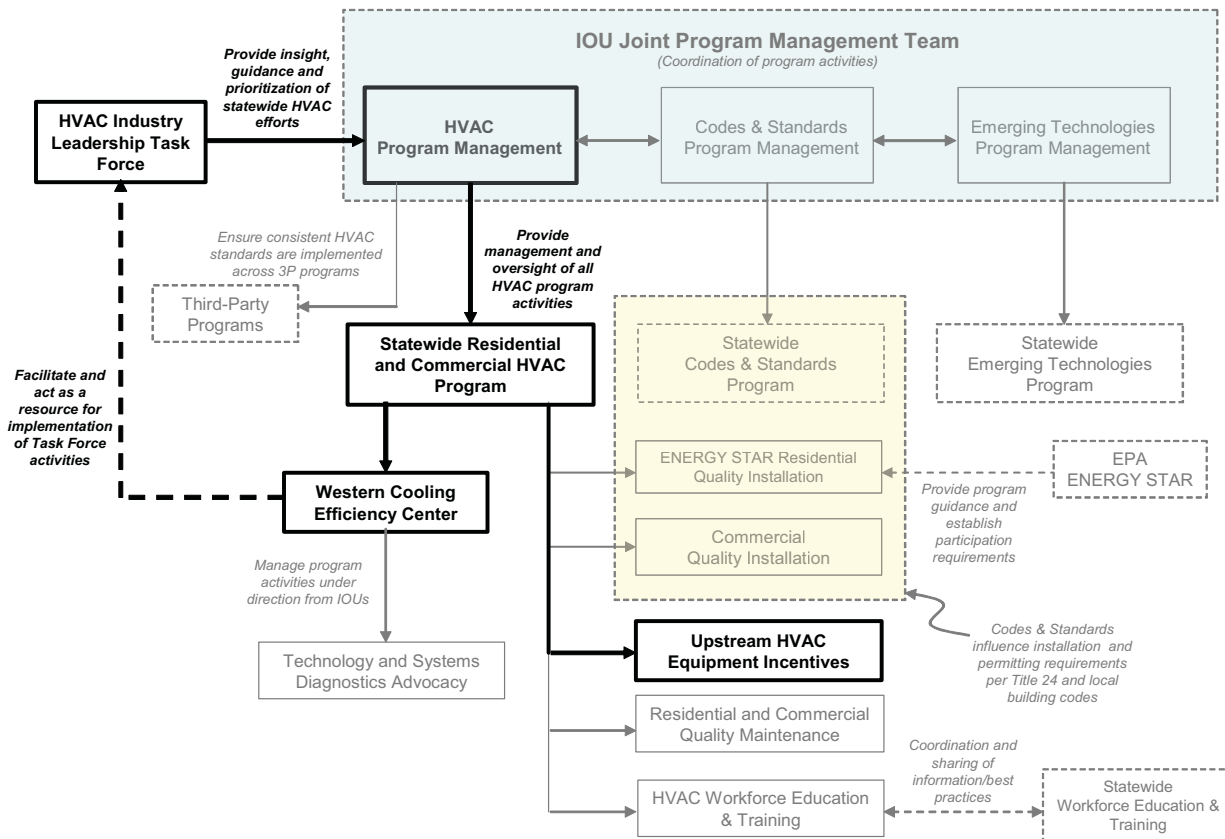 IOU Joint Program Management Team
(Coordination of program activities)
Provide insight,
guidance and
prioritization of
statewide HVAC
efforts
HVAC Industry
Leadership Task
Force
HVAC
Program Management
Codes & Standards
Program Management
Emerging Technologies
Program Management
Ensure consistent HVAC
standards are implemented
across 3P programs
Provide
management and
oversight of all
HVAC program
activities
Third-Party
Programs
Statewide Residential
and Commercial HVAC
Program
Statewide
Codes & Standards
Program
Statewide
Emerging Technologies
Program
Facilitate and
act as a
resource for
implementation
of Task Force
activities
ENERGY STAR Residential
Quality Installation
EPA
ENERGY STAR
Western Cooling
Efficiency Center
Provide program
guidance and
establish
participation
requirements
Commercial
Quality Installation
Manage program
activities under
direction from IOUs
Technology and Systems
Diagnostics Advocacy
Upstream HVAC
Equipment Incentives
Codes & Standards
influence installation and
permitting requirements
per Title 24 and local
building codes
Residential and Commercial
Quality Maintenance
Coordination and
sharing of
information/best
practices
HVAC Workforce Education
& Training
Statewide
Workforce Education &
Training